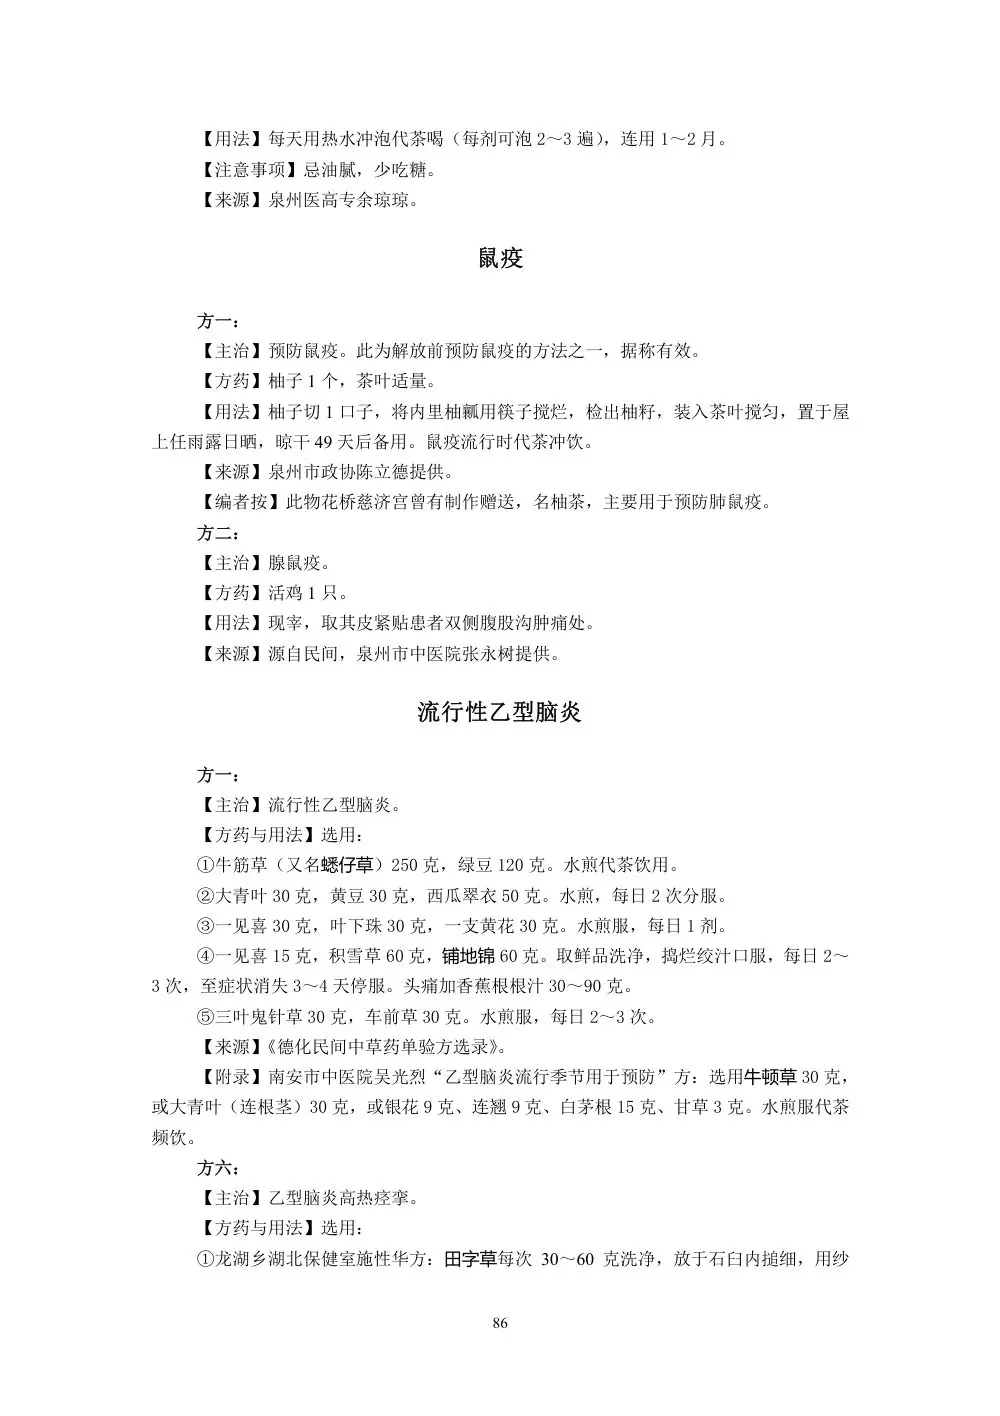 【用法】每天用热水冲泡代茶喝（每剂可泡 2～3 遍），连用 1～2 月。
【注意事项】忌油腻，少吃糖。
【来源】泉州医高专余琼琼。
鼠疫
方一：
【主治】预防鼠疫。此为解放前预防鼠疫的方法之一，据称有效。
【方药】柚子 1 个，茶叶适量。
【用法】柚子切 1 口子，将内里柚瓤用筷子搅烂，检出柚籽，装入茶叶搅匀，置于屋
上任雨露日晒，晾干 49 天后备用。鼠疫流行时代茶冲饮。
【来源】泉州市政协陈立德提供。
【编者按】此物花桥慈济宫曾有制作赠送，名柚茶，主要用于预防肺鼠疫。
方二：
【主治】腺鼠疫。
【方药】活鸡 1 只。
【用法】现宰，取其皮紧贴患者双侧腹股沟肿痛处。
【来源】源自民间，泉州市中医院张永树提供。
流行性乙型脑炎
方一：
【主治】流行性乙型脑炎。
【方药与用法】选用：
①牛筋草（又名蟋仔草）250 克，绿豆 120 克。水煎代茶饮用。
②大青叶 30 克，黄豆 30 克，西瓜翠衣 50 克。水煎，每日 2 次分服。
③一见喜 30 克，叶下珠 30 克，一支黄花 30 克。水煎服，每日 1 剂。
④一见喜 15 克，积雪草 60 克，铺地锦 60 克。取鲜品洗净，捣烂绞汁口服，每日 2～
3 次，至症状消失 3～4 天停服。头痛加香蕉根根汁 30～90 克。
⑤三叶鬼针草 30 克，车前草 30 克。水煎服，每日 2～3 次。
【来源】《德化民间中草药单验方选录》。
【附录】南安市中医院吴光烈“乙型脑炎流行季节用于预防”方：选用牛顿草 30 克，
或大青叶（连根茎）30 克，或银花 9 克、连翘 9 克、白茅根 15 克、甘草 3 克。水煎服代茶
频饮。
方六：
【主治】乙型脑炎高热痉挛。
【方药与用法】选用：
①龙湖乡湖北保健室施性华方：田字草每次 30～60 克洗净，放于石臼内搥细，用纱
86